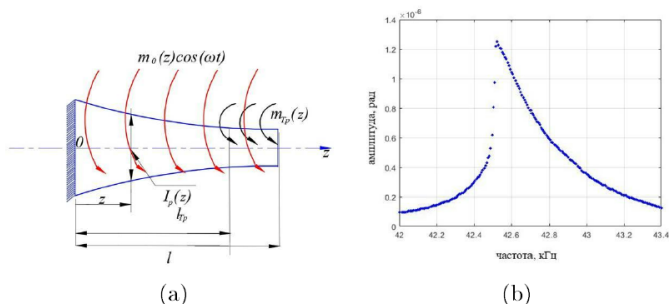 m₀(z)cos(ωt)
m_Tp(z)
0
z
z
I_p(z)
l_Tp
l
(a)
×10⁻⁶
1.4
1.2
1
0.8
0.6
0.4
0.2
0
амплитуда, рад
42 42.2 42.4 42.6 42.8 43 43.2 43.4
частота, кГц
(b)